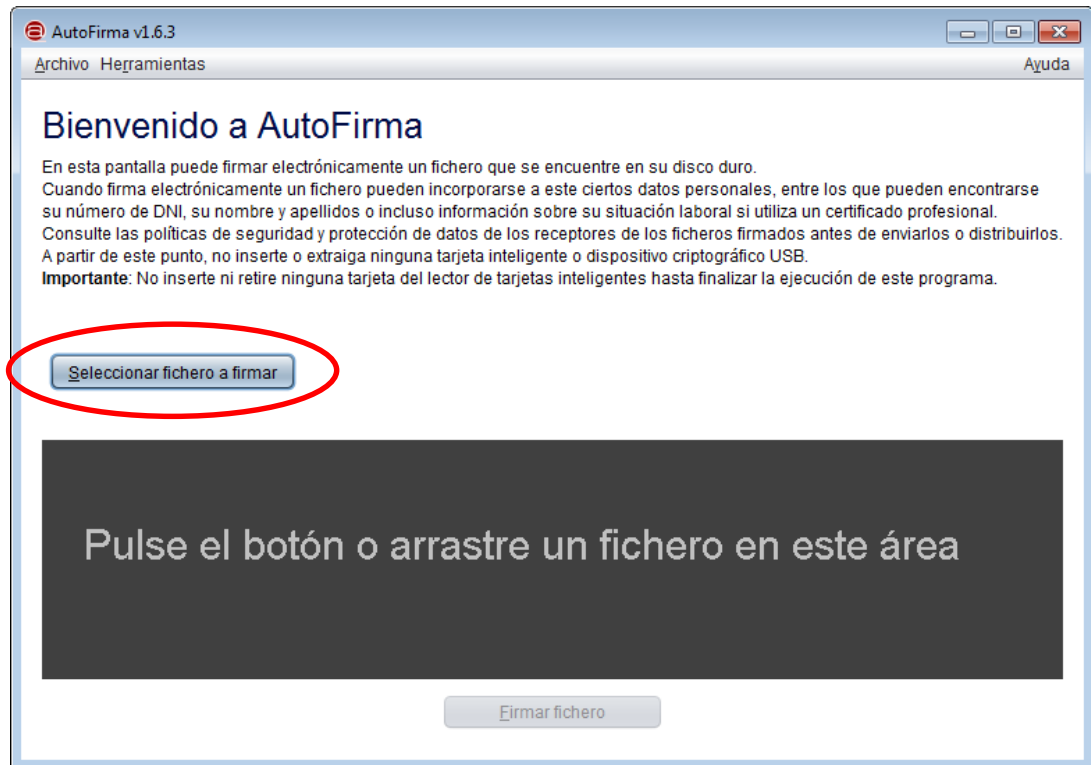 AutoFirma v1.6.3
Archivo Herramientas Ayuda
Bienvenido a AutoFirma
En esta pantalla puede firmar electrónicamente un fichero que se encuentre en su disco duro.
Cuando firma electrónicamente un fichero pueden incorporarse a este ciertos datos personales, entre los que pueden encontrarse
su número de DNI, su nombre y apellidos o incluso información sobre su situación laboral si utiliza un certificado profesional.
Consulte las políticas de seguridad y protección de datos de los receptores de los ficheros firmados antes de enviarlos o distribuirlos.
A partir de este punto, no inserte o extraiga ninguna tarjeta inteligente o dispositivo criptográfico USB.
Importante: No inserte ni retire ninguna tarjeta del lector de tarjetas inteligentes hasta finalizar la ejecución de este programa.
Seleccionar fichero a firmar
Pulse el botón o arrastre un fichero en este área
Firmar fichero